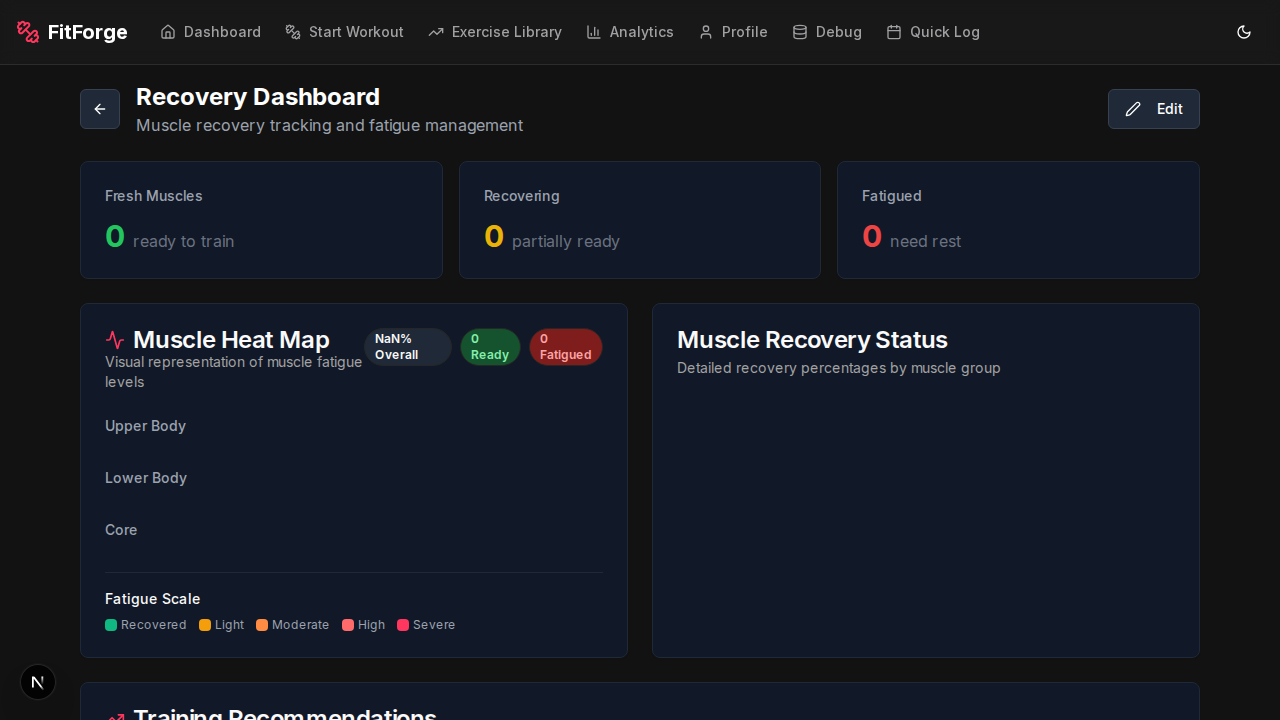 FitForge
Dashboard
Start Workout
Exercise Library
Analytics
Profile
Debug
Quick Log
Recovery Dashboard
Muscle recovery tracking and fatigue management
Edit
Fresh Muscles
0 ready to train
Recovering
0 partially ready
Fatigued
0 need rest
Muscle Heat Map
Visual representation of muscle fatigue
levels
NaN%
Overall
0
Ready
0
Fatigued
Upper Body
Lower Body
Core
Fatigue Scale
Recovered
Light
Moderate
High
Severe
Muscle Recovery Status
Detailed recovery percentages by muscle group
N
Training Recommendations